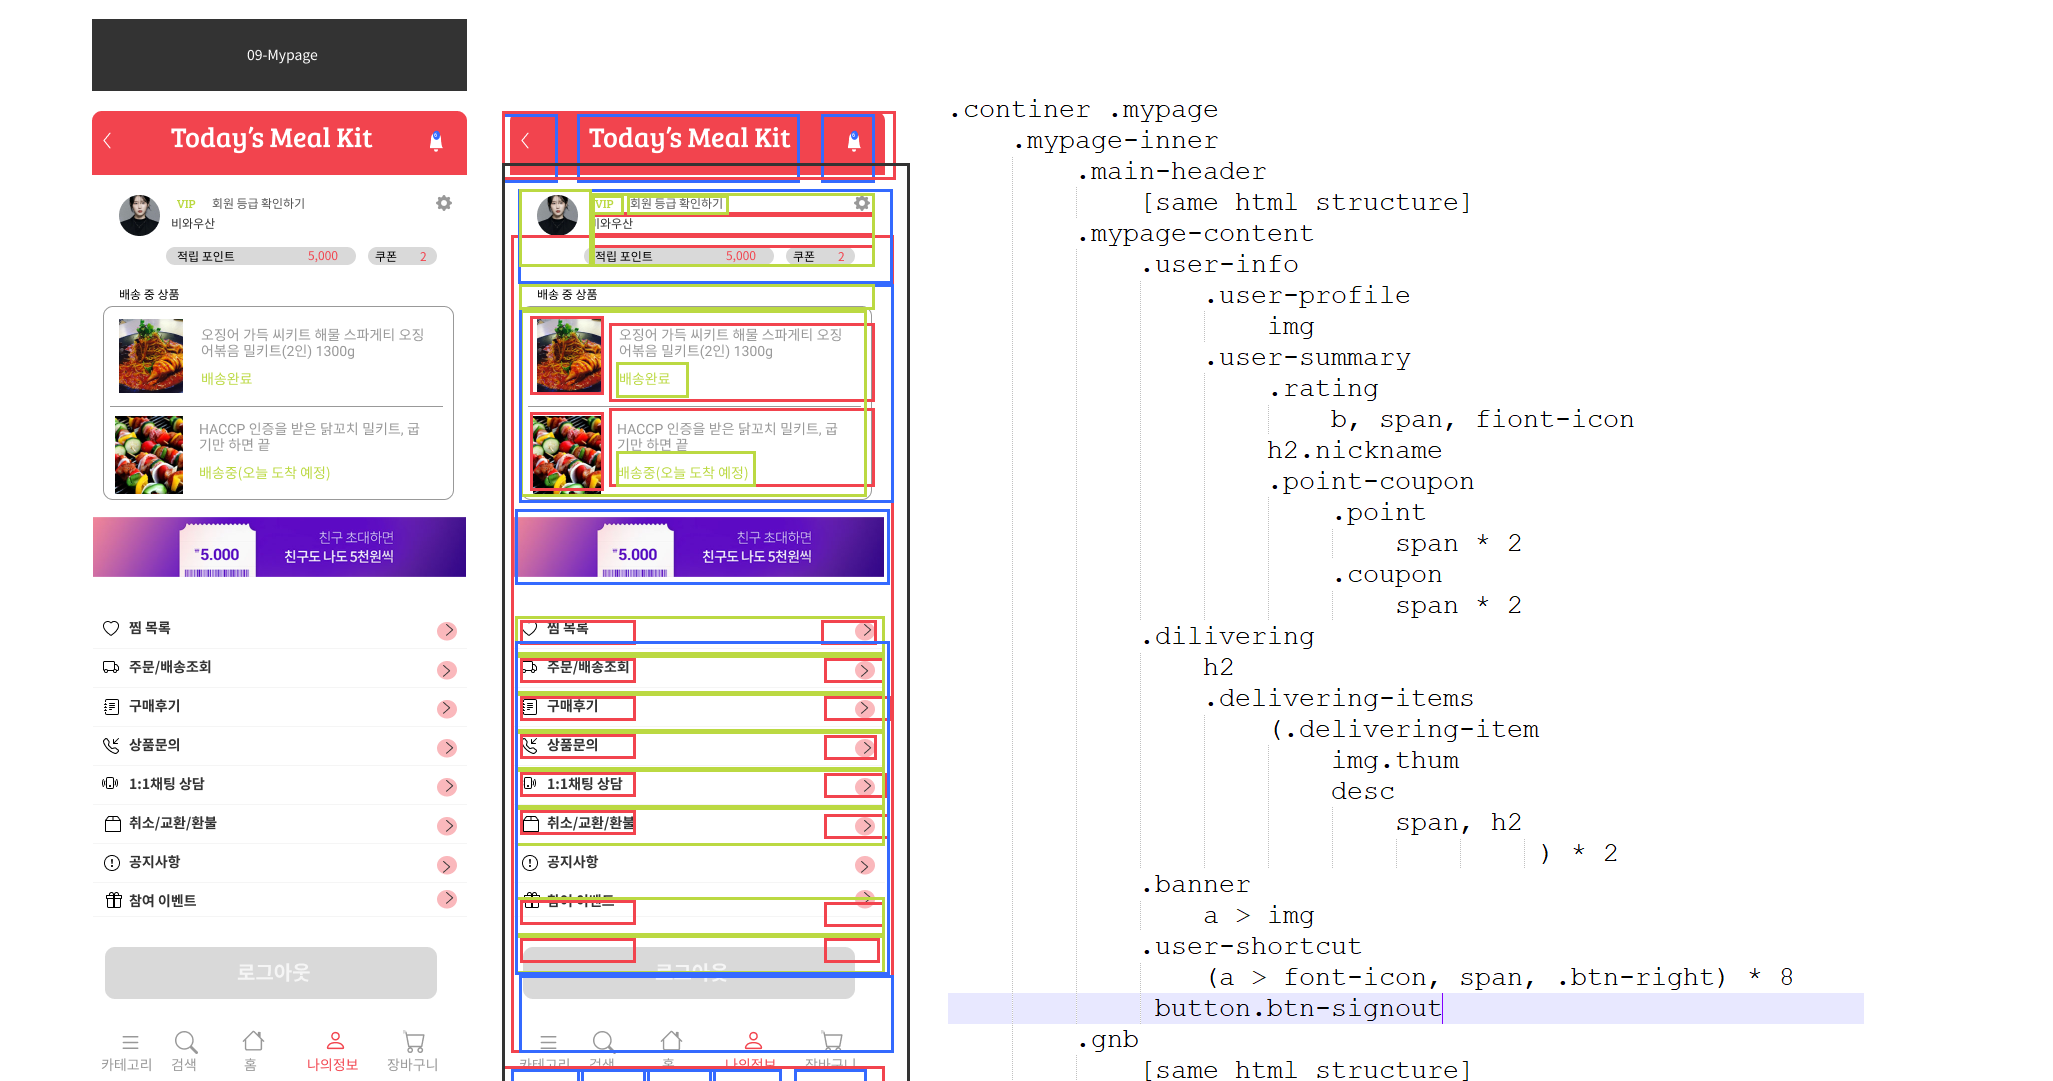 09-Mypage
Today's Meal Kit
VIP 회원 등급 확인하기
비와우산
적립 포인트 5,000 쿠폰 2
배송 중 상품
오징어 가득 씨키트 해물 스파게티 오징
어볶음 밀키트(2인) 1300g
배송완료
HACCP 인증을 받은 닭꼬치 밀키트, 굽
기만 하면 끝
배송중(오늘 도착 예정)
₩5.000
친구 초대하면
친구도 나도 5천원씩
찜 목록
주문/배송조회
구매후기
상품문의
1:1채팅 상담
취소/교환/환불
공지사항
참여 이벤트
로그아웃
카테고리 검색 홈 나의정보 장바구니
Today's Meal Kit
VIP 회원 등급 확인하기
비와우산
적립 포인트 5,000 쿠폰 2
배송 중 상품
오징어 가득 씨키트 해물 스파게티 오징
어볶음 밀키트(2인) 1300g
배송완료
HACCP 인증을 받은 닭꼬치 밀키트, 굽
기만 하면 끝
배송중(오늘 도착 예정)
₩5.000
친구 초대하면
친구도 나도 5천원씩
찜 목록
주문/배송조회
구매후기
상품문의
1:1채팅 상담
취소/교환/환불
공지사항
참여 이벤트
로그아웃
카테고리 검색 홈 나의정보 장바구니
.continer .mypage
.mypage-inner
.main-header
[same html structure]
.mypage-content
.user-info
.user-profile
img
.user-summary
.rating
b, span, fiont-icon
h2.nickname
.point-coupon
.point
span * 2
.coupon
span * 2
.dilivering
h2
.delivering-items
(.delivering-item
img.thum
desc
span, h2
) * 2
.banner
a > img
.user-shortcut
(a > font-icon, span, .btn-right) * 8
button.btn-signout
.gnb
[same html structure]